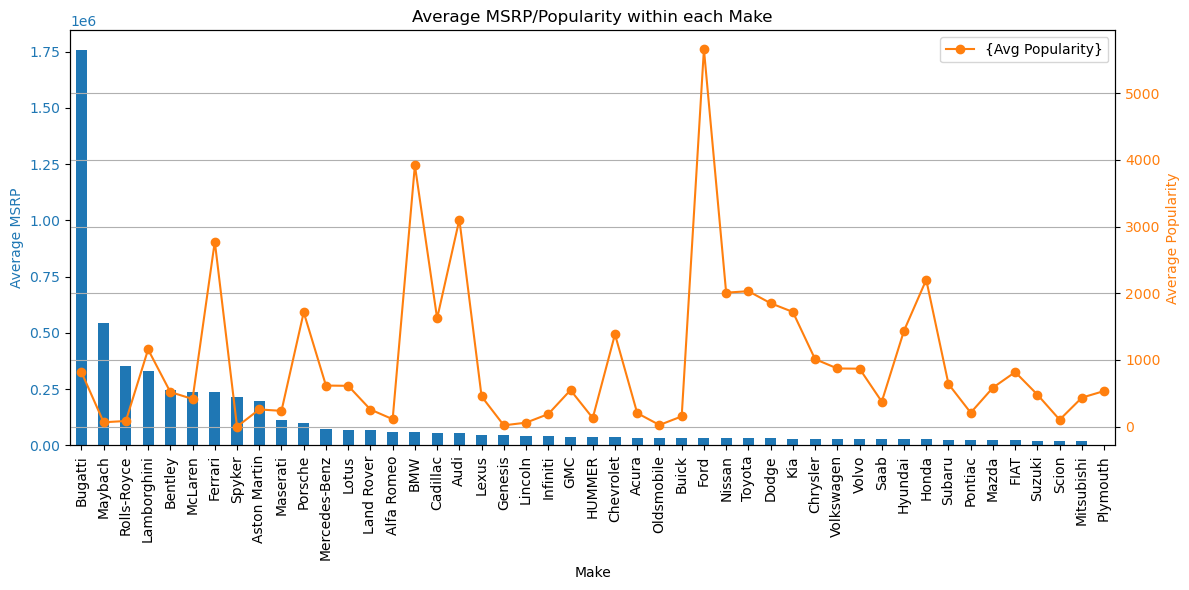 Average MSRP/Popularity within each Make
1e6
1.75
1.50
1.25
1.00
0.75
0.50
0.25
0.00
Average MSRP
{Avg Popularity}
5000
4000
3000
2000
1000
0
Average Popularity
Bugatti
Maybach
Rolls-Royce
Lamborghini
Bentley
McLaren
Ferrari
Spyker
Aston Martin
Maserati
Porsche
Mercedes-Benz
Lotus
Land Rover
Alfa Romeo
BMW
Cadillac
Audi
Lexus
Genesis
Lincoln
Infiniti
GMC
HUMMER
Chevrolet
Acura
Oldsmobile
Buick
Ford
Nissan
Toyota
Dodge
Kia
Chrysler
Volkswagen
Volvo
Saab
Hyundai
Honda
Subaru
Pontiac
Mazda
FIAT
Suzuki
Scion
Mitsubishi
Plymouth
Make